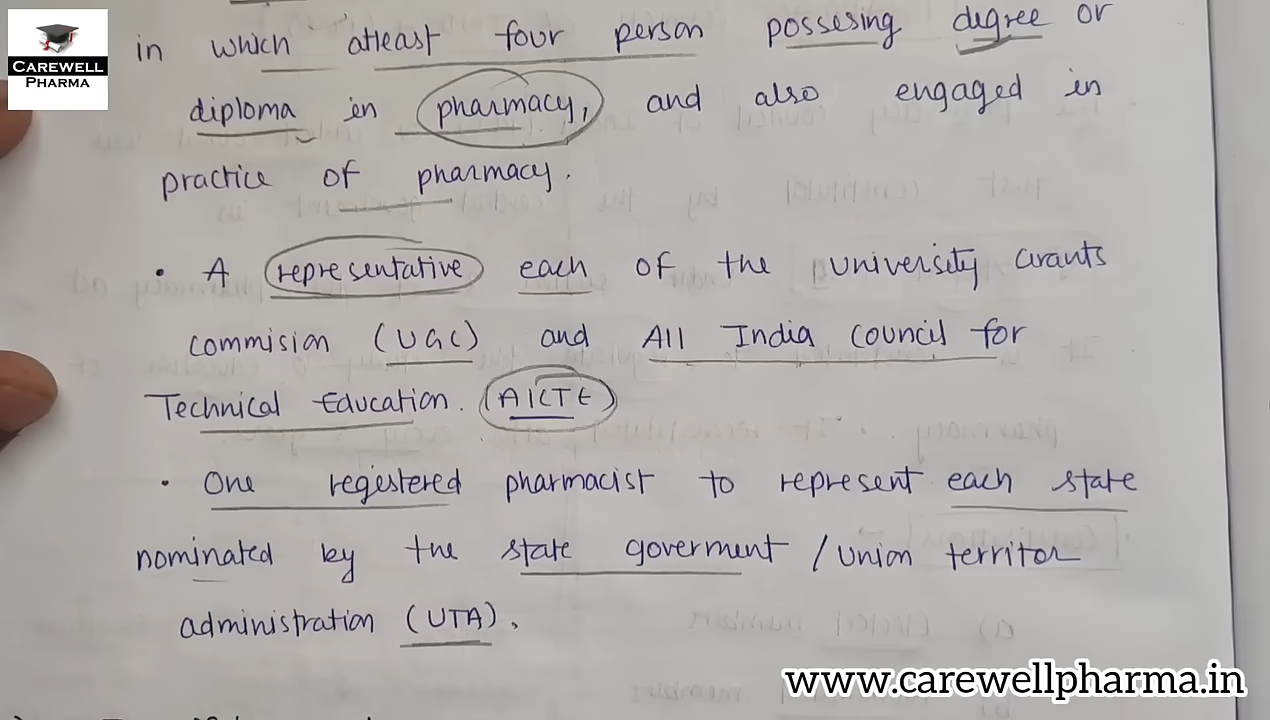 CAREWELL
PHARMA
in which atleast four person possesing degree or
diploma in pharmacy, and also engaged in
practice of pharmacy.
• A representative each of the University Grants
commision (UGC) and All India Council for
Technical Education. (AICTE)
• One registered pharmacist to represent each state
nominated by the state goverment / Union territor
administration (UTA).
www.carewellpharma.in